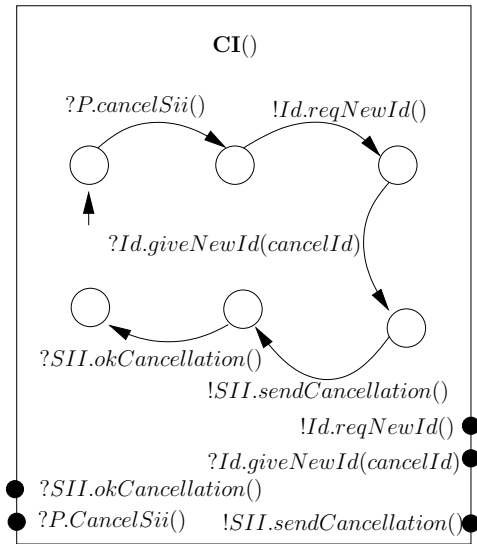 CI()
?P.cancelSii()
!Id.reqNewId()
?Id.giveNewId(cancelId)
?SII.okCancellation()
!SII.sendCancellation()
!Id.reqNewId()
?Id.giveNewId(cancelId)
?SII.okCancellation()
?P.CancelSii()
!SII.sendCancellation()